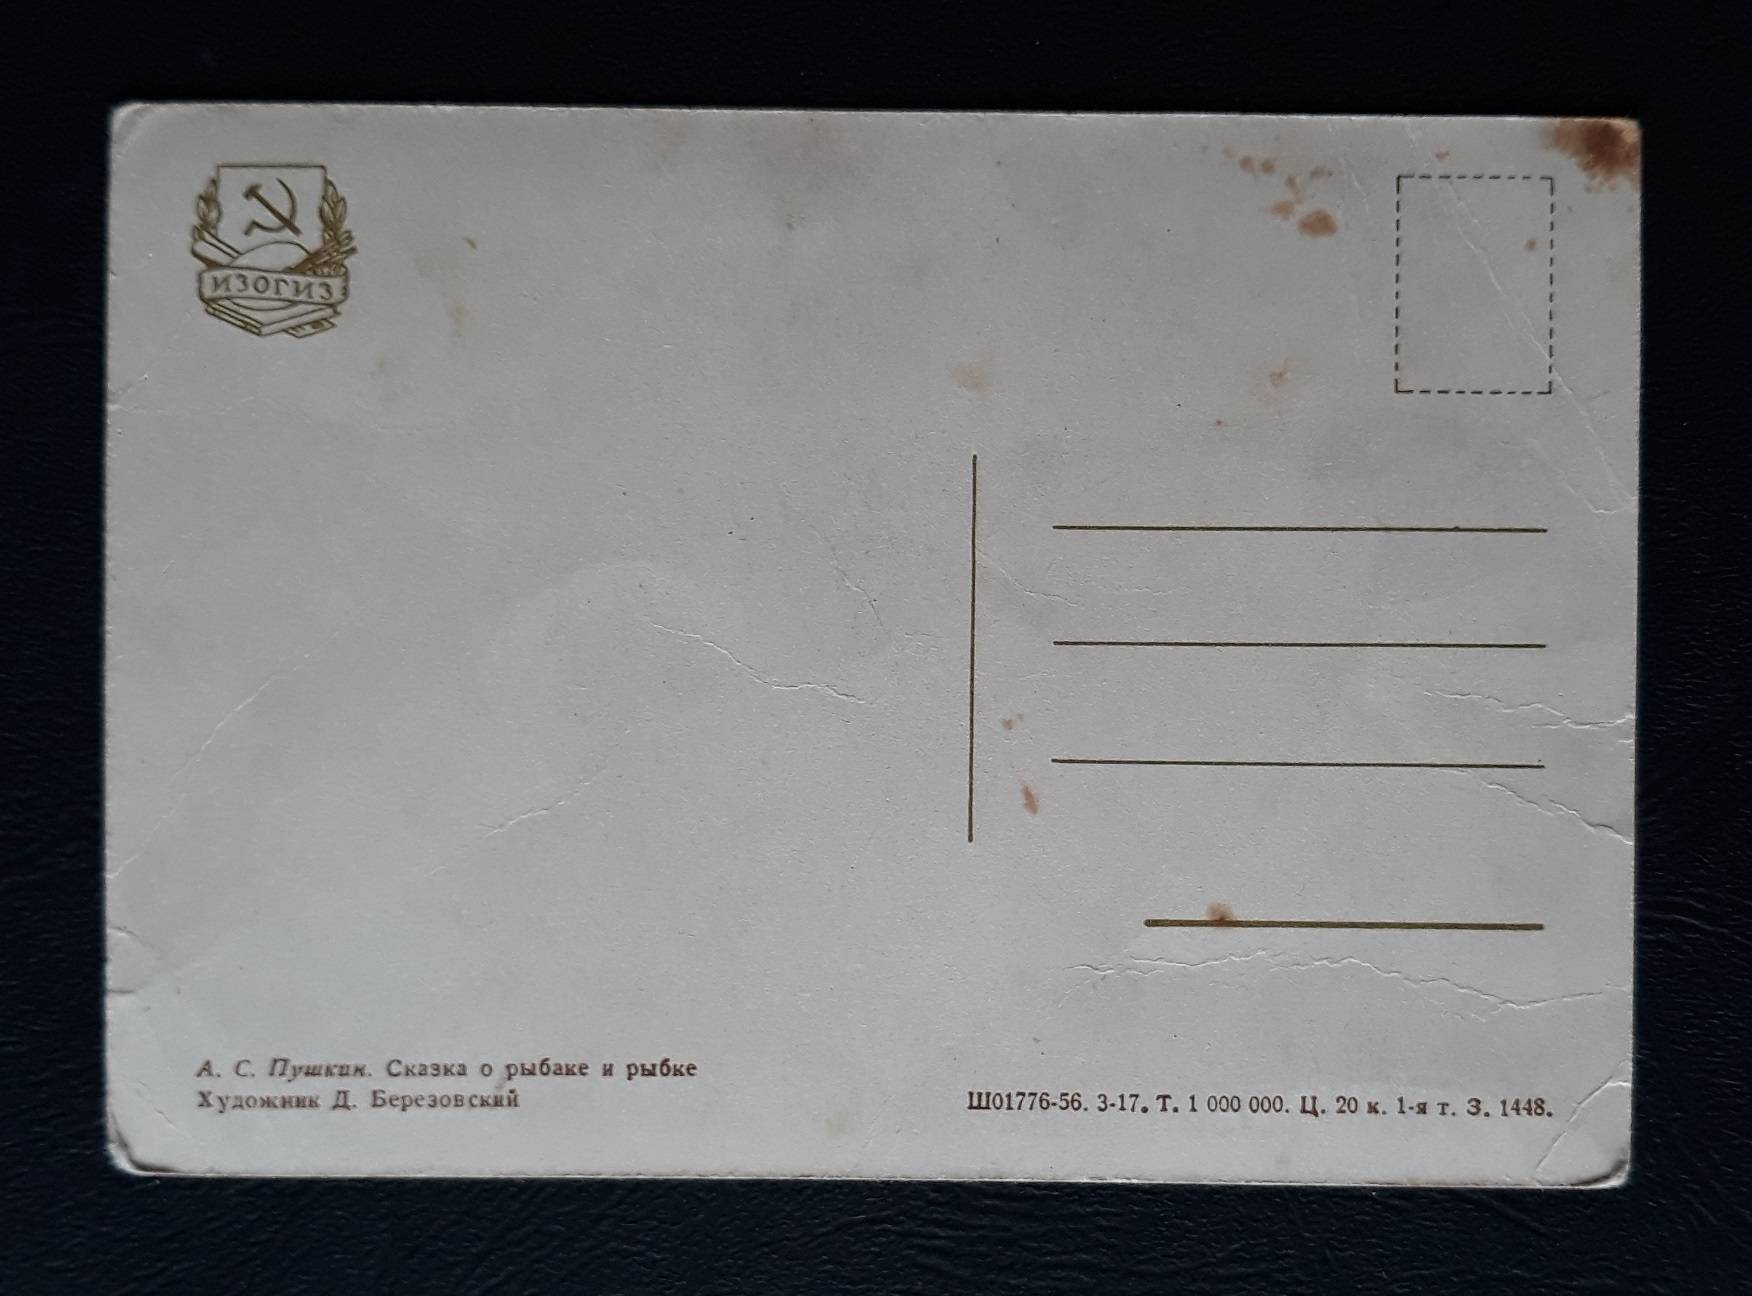 ИЗОГИЗ
А. С. Пушкин. Сказка о рыбаке и рыбке
Художник Д. Березовский
Ш01776-56. 3-17. Т. 1 000 000. Ц. 20 к. 1-я т. З. 1448.